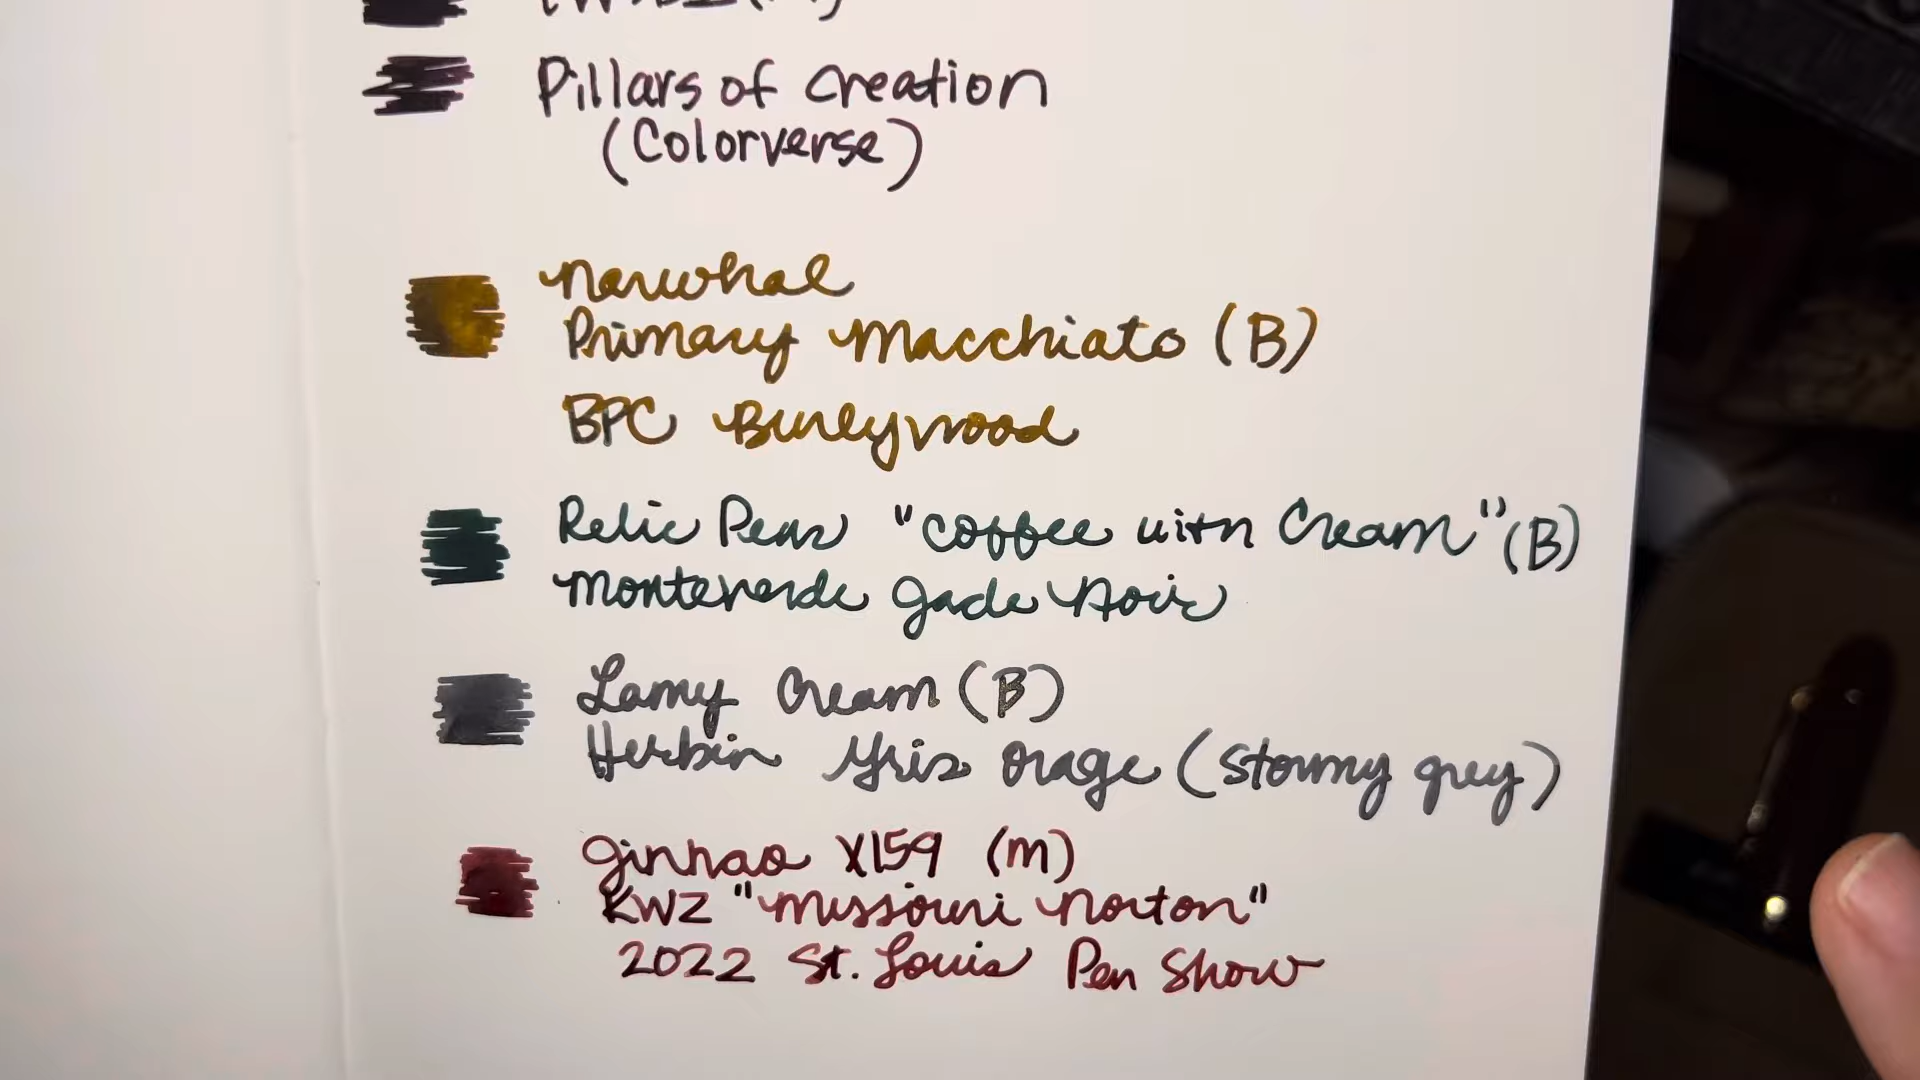 Pillars of Creation
(Colorverse)
Narwhal
Primary Macchiato (B)
BPC Burlywood
Relic Pens "Coffee with Cream" (B)
Monteverde Jade Noir
Lamy Cream (B)
Herbin Gris Orage (stormy grey)
Jinhao X159 (M)
KWZ "Missouri Norton"
2022 St. Louis Pen Show